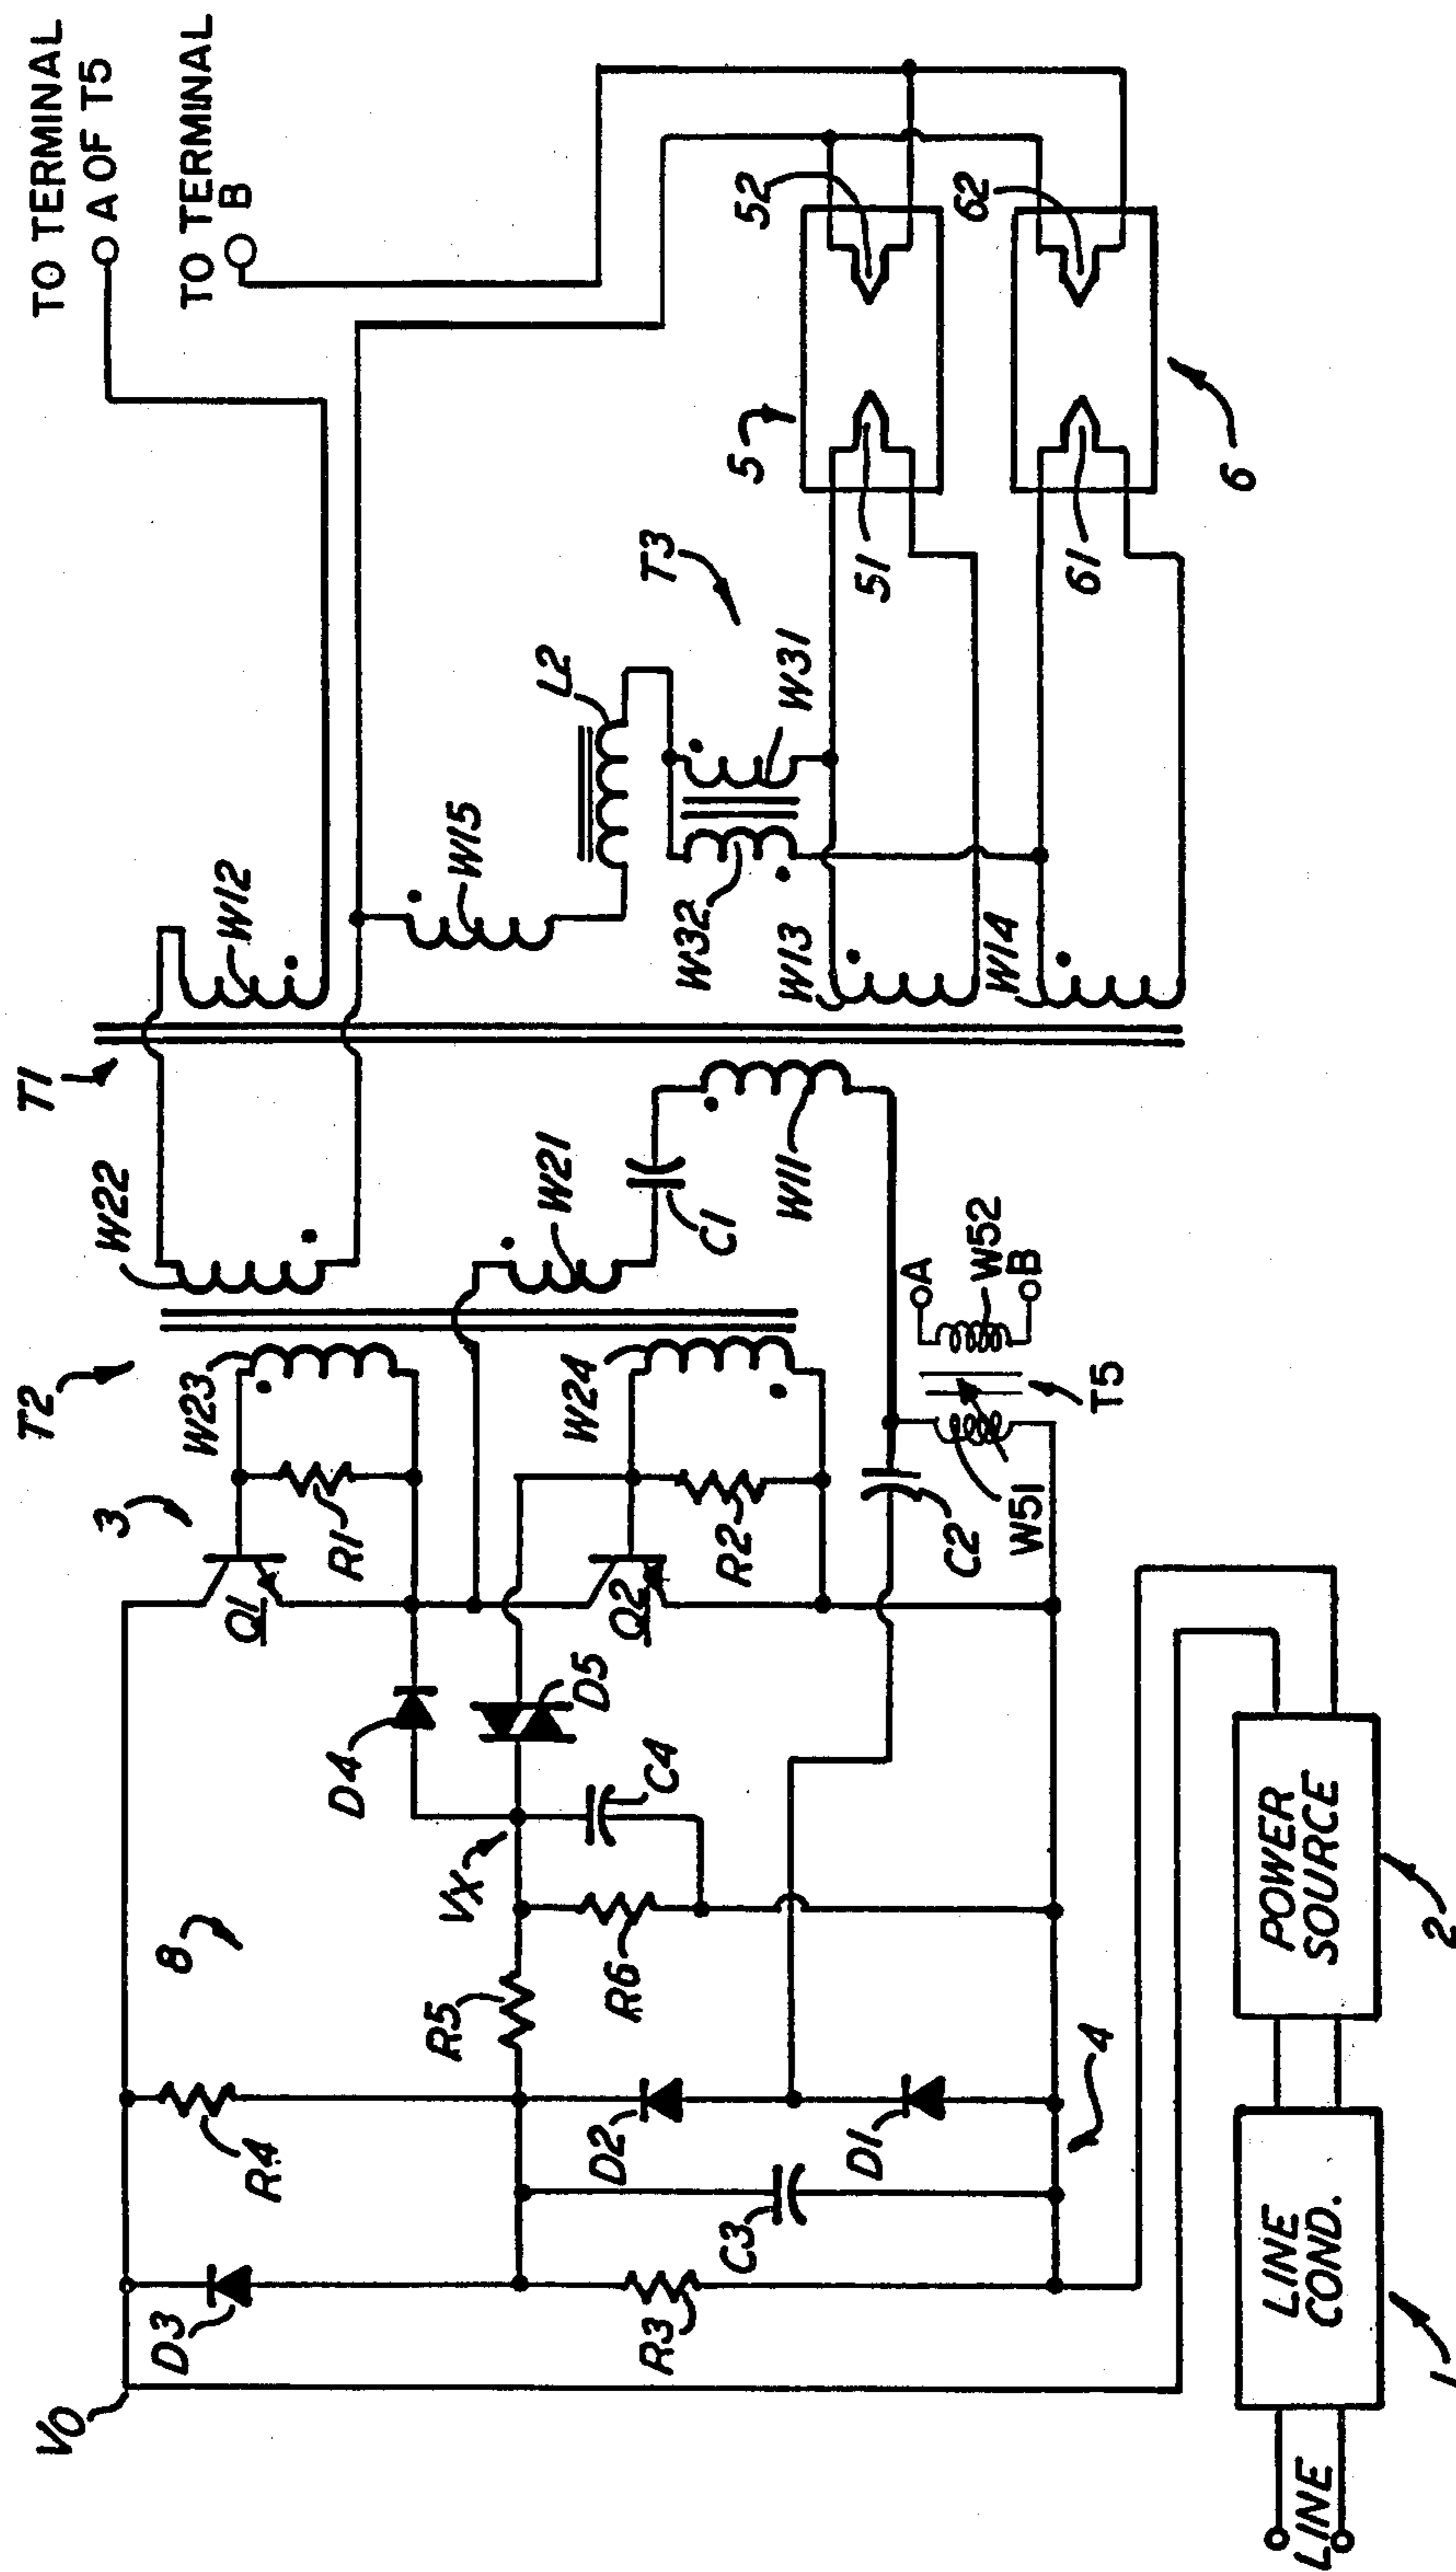 TO TERMINAL
A OF T5
TO TERMINAL
B
T1
W22
W12
T2
W23
3
Q1
R1
8
D4
VX
D5
C4
R5
R6
R4
D2
D1
C3
D3
R3
VO
W21
W24
Q2
R2
C1
W11
C2
A
W52
B
W51
T5
W15
L2
T3
W32
W31
W13
W14
5
51
52
61
62
6
4
LINE
LINE
COND.
1
POWER
SOURCE
2